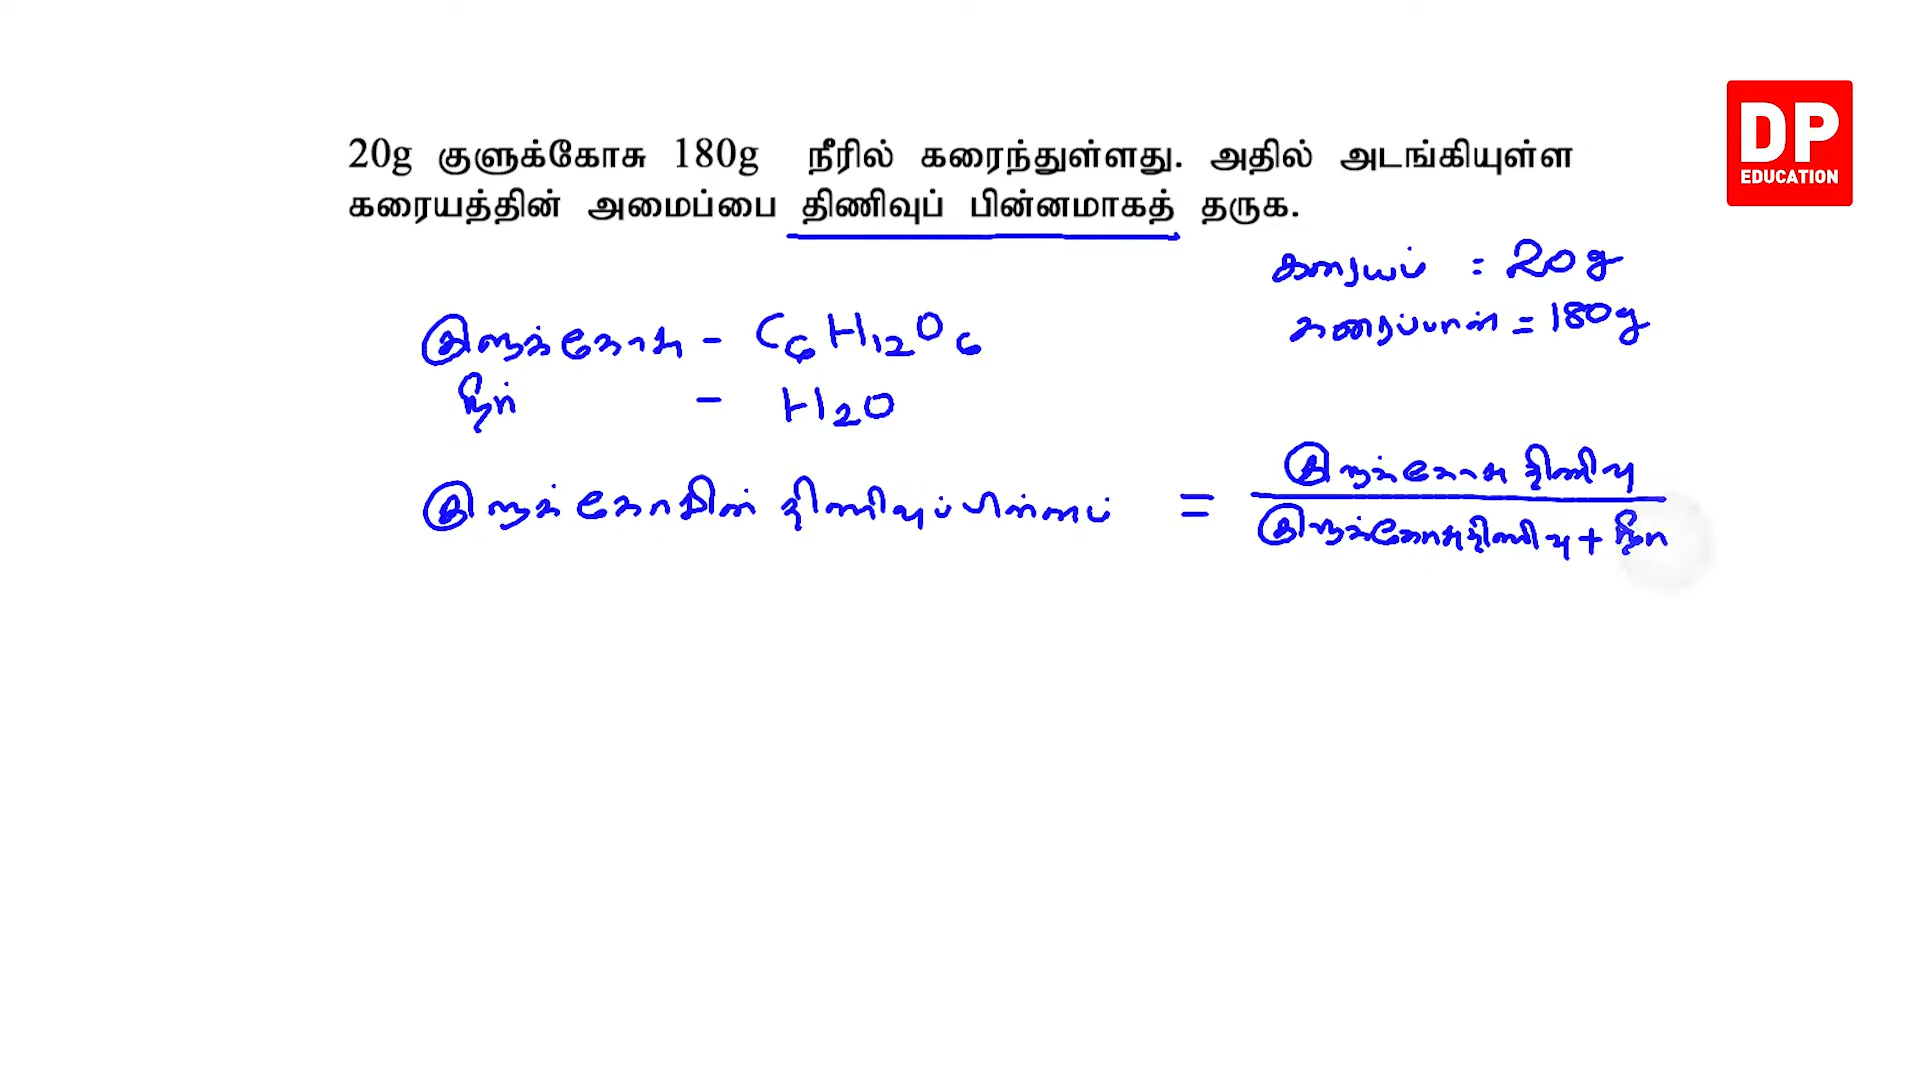 DP
EDUCATION
20g குளுக்கோசு 180g நீரில் கரைந்துள்ளது. அதில் அடங்கியுள்ள
கரையத்தின் அமைப்பை திணிவுப் பின்னமாகத் தருக.
கரையம் = 20g
கரைப்பான் = 180g
குளுக்கோசு - C6H12O6
நீர் - H2O
குளுக்கோசின் திணிவுப்பின்னம் = குளுக்கோசு திணிவு
குளுக்கோசு திணிவு + நீர